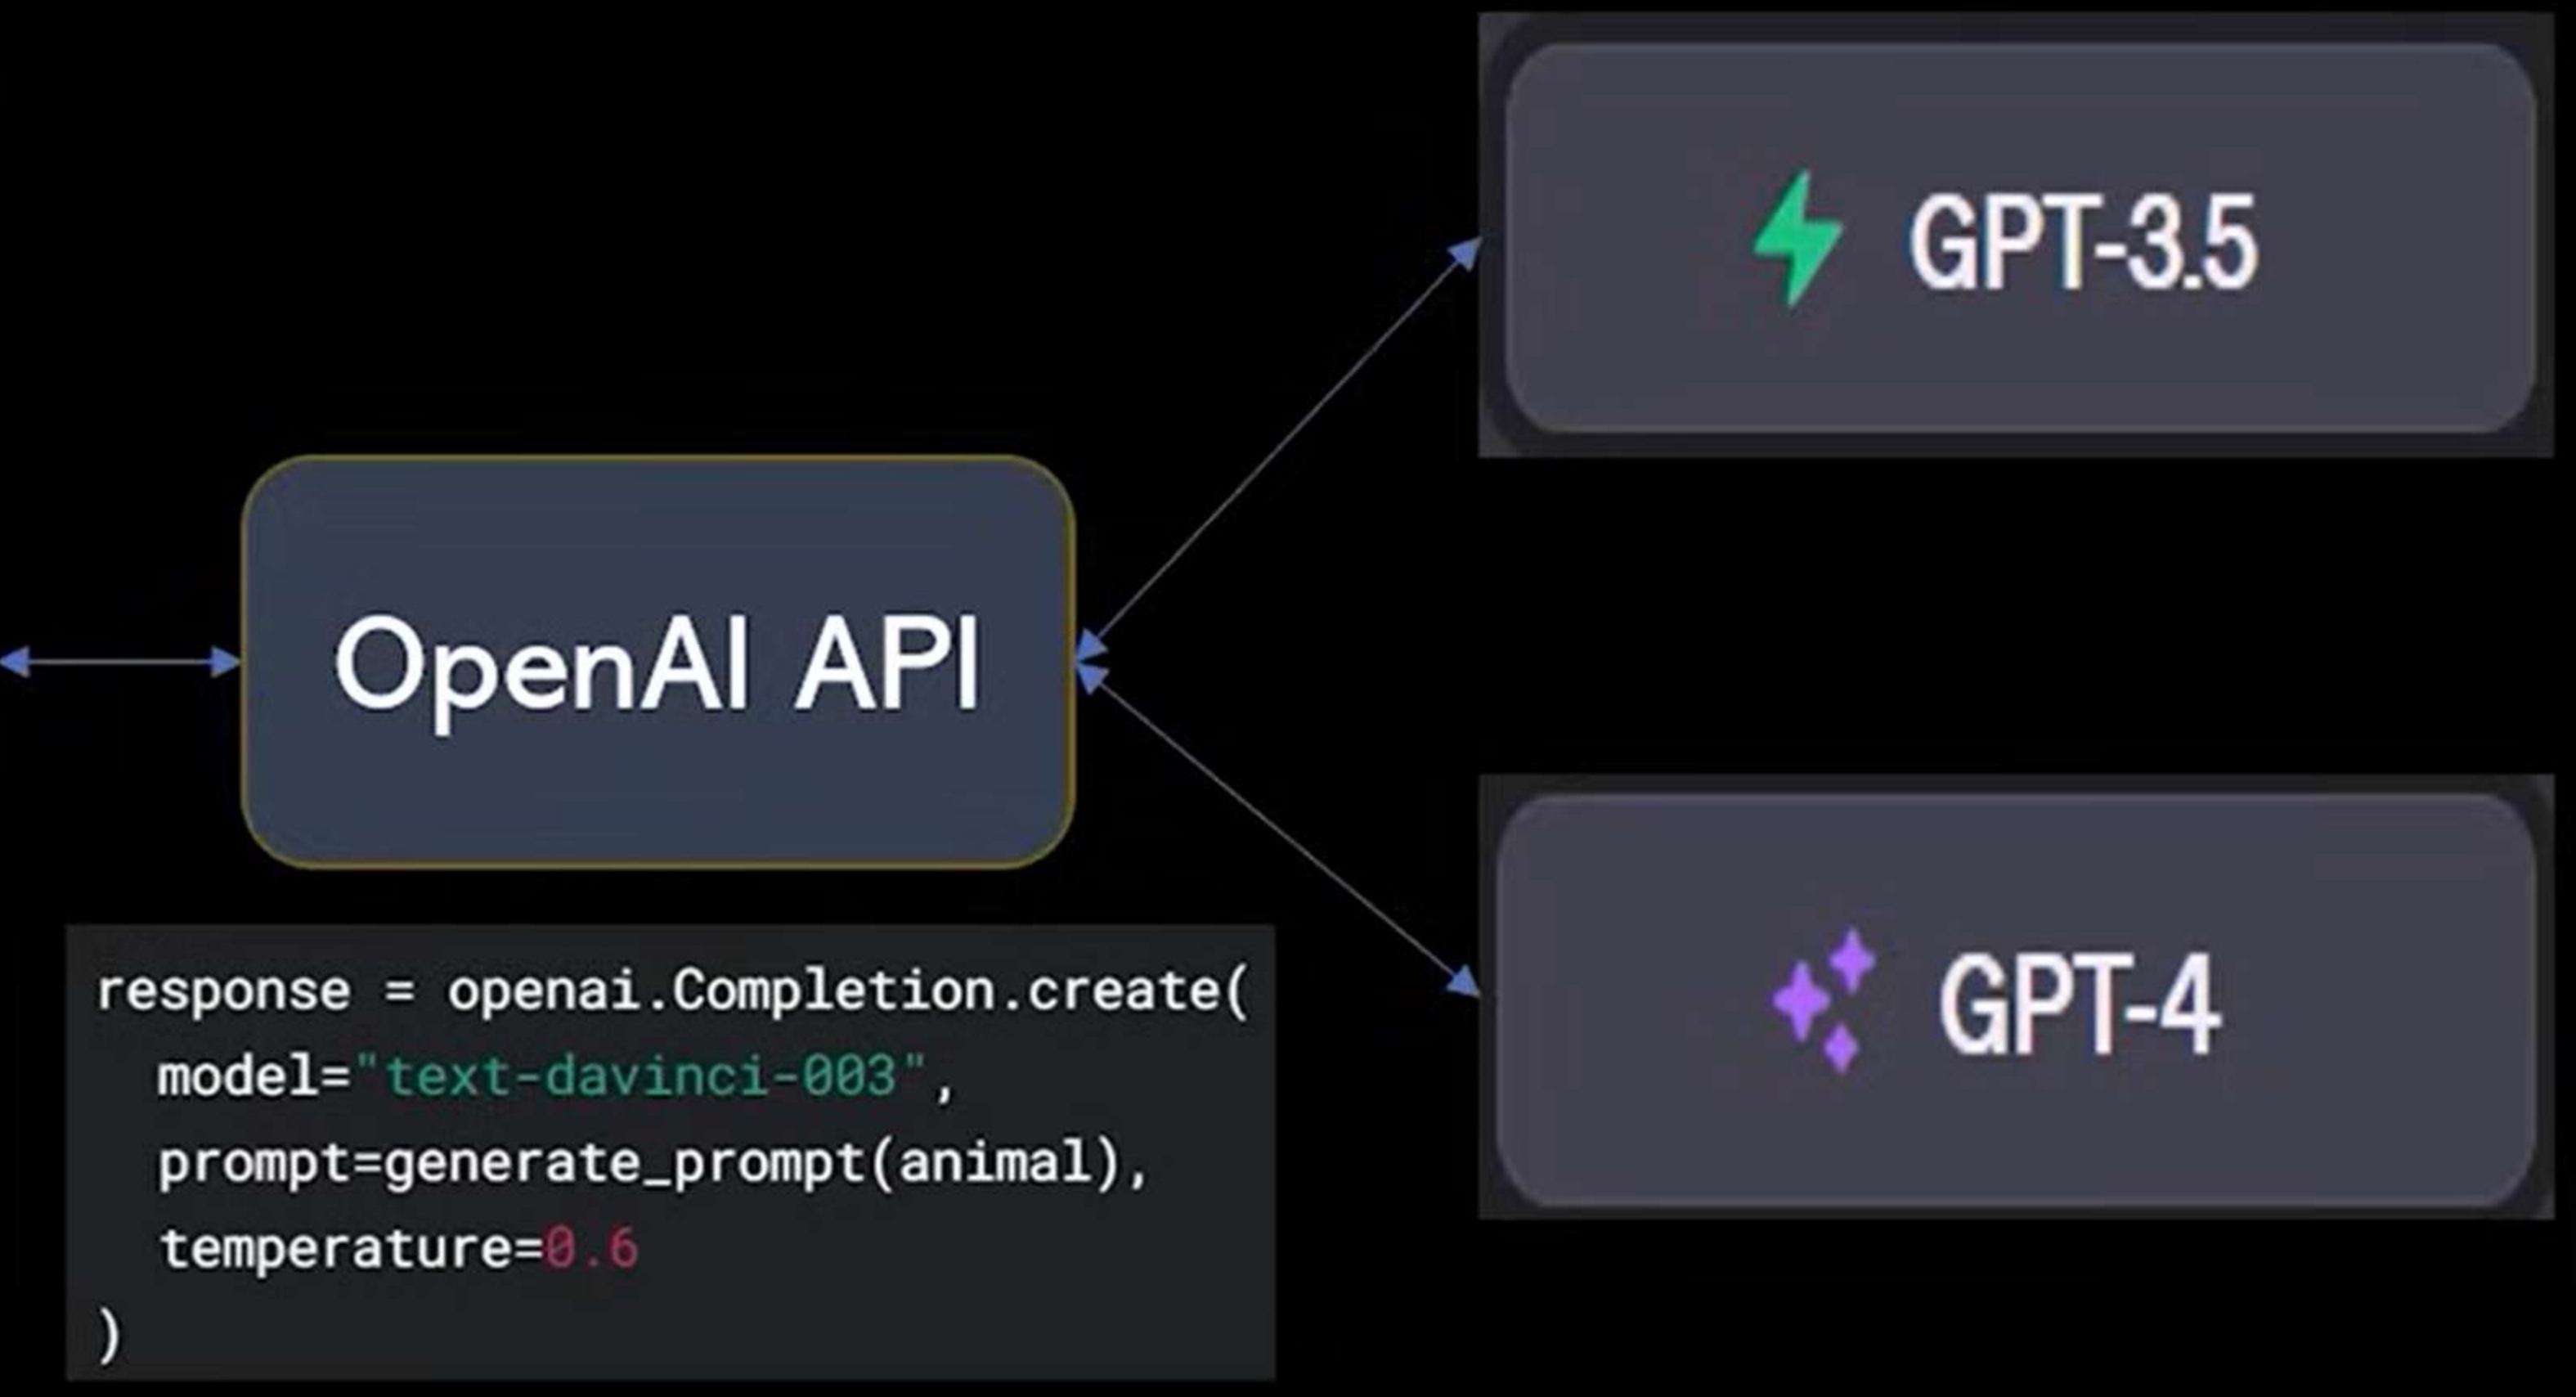 GPT-3.5
OpenAI API
GPT-4
response = openai.Completion.create(
  model="text-davinci-003",
  prompt=generate_prompt(animal),
  temperature=0.6
)